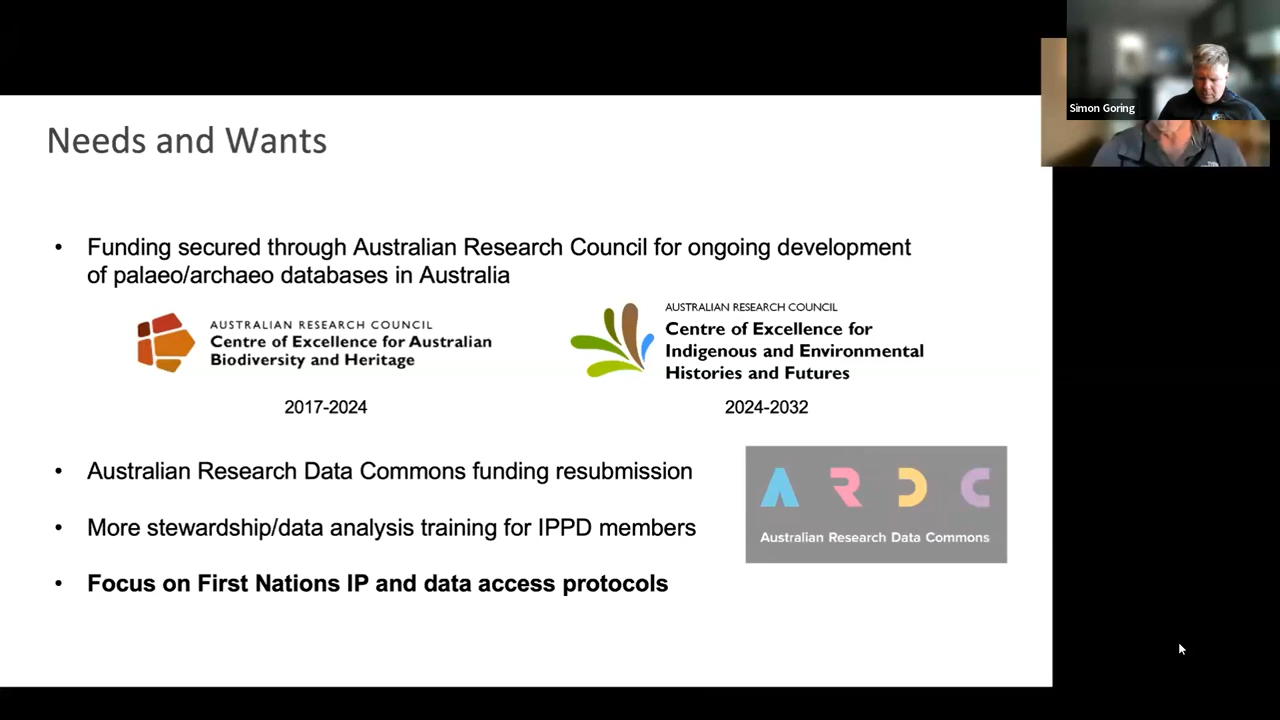 Simon Goring
Needs and Wants
• Funding secured through Australian Research Council for ongoing development
of palaeo/archaeo databases in Australia
AUSTRALIAN RESEARCH COUNCIL
Centre of Excellence for Australian
Biodiversity and Heritage
2017-2024
AUSTRALIAN RESEARCH COUNCIL
Centre of Excellence for
Indigenous and Environmental
Histories and Futures
2024-2032
• Australian Research Data Commons funding resubmission
• More stewardship/data analysis training for IPPD members
• Focus on First Nations IP and data access protocols
ARDC
Australian Research Data Commons